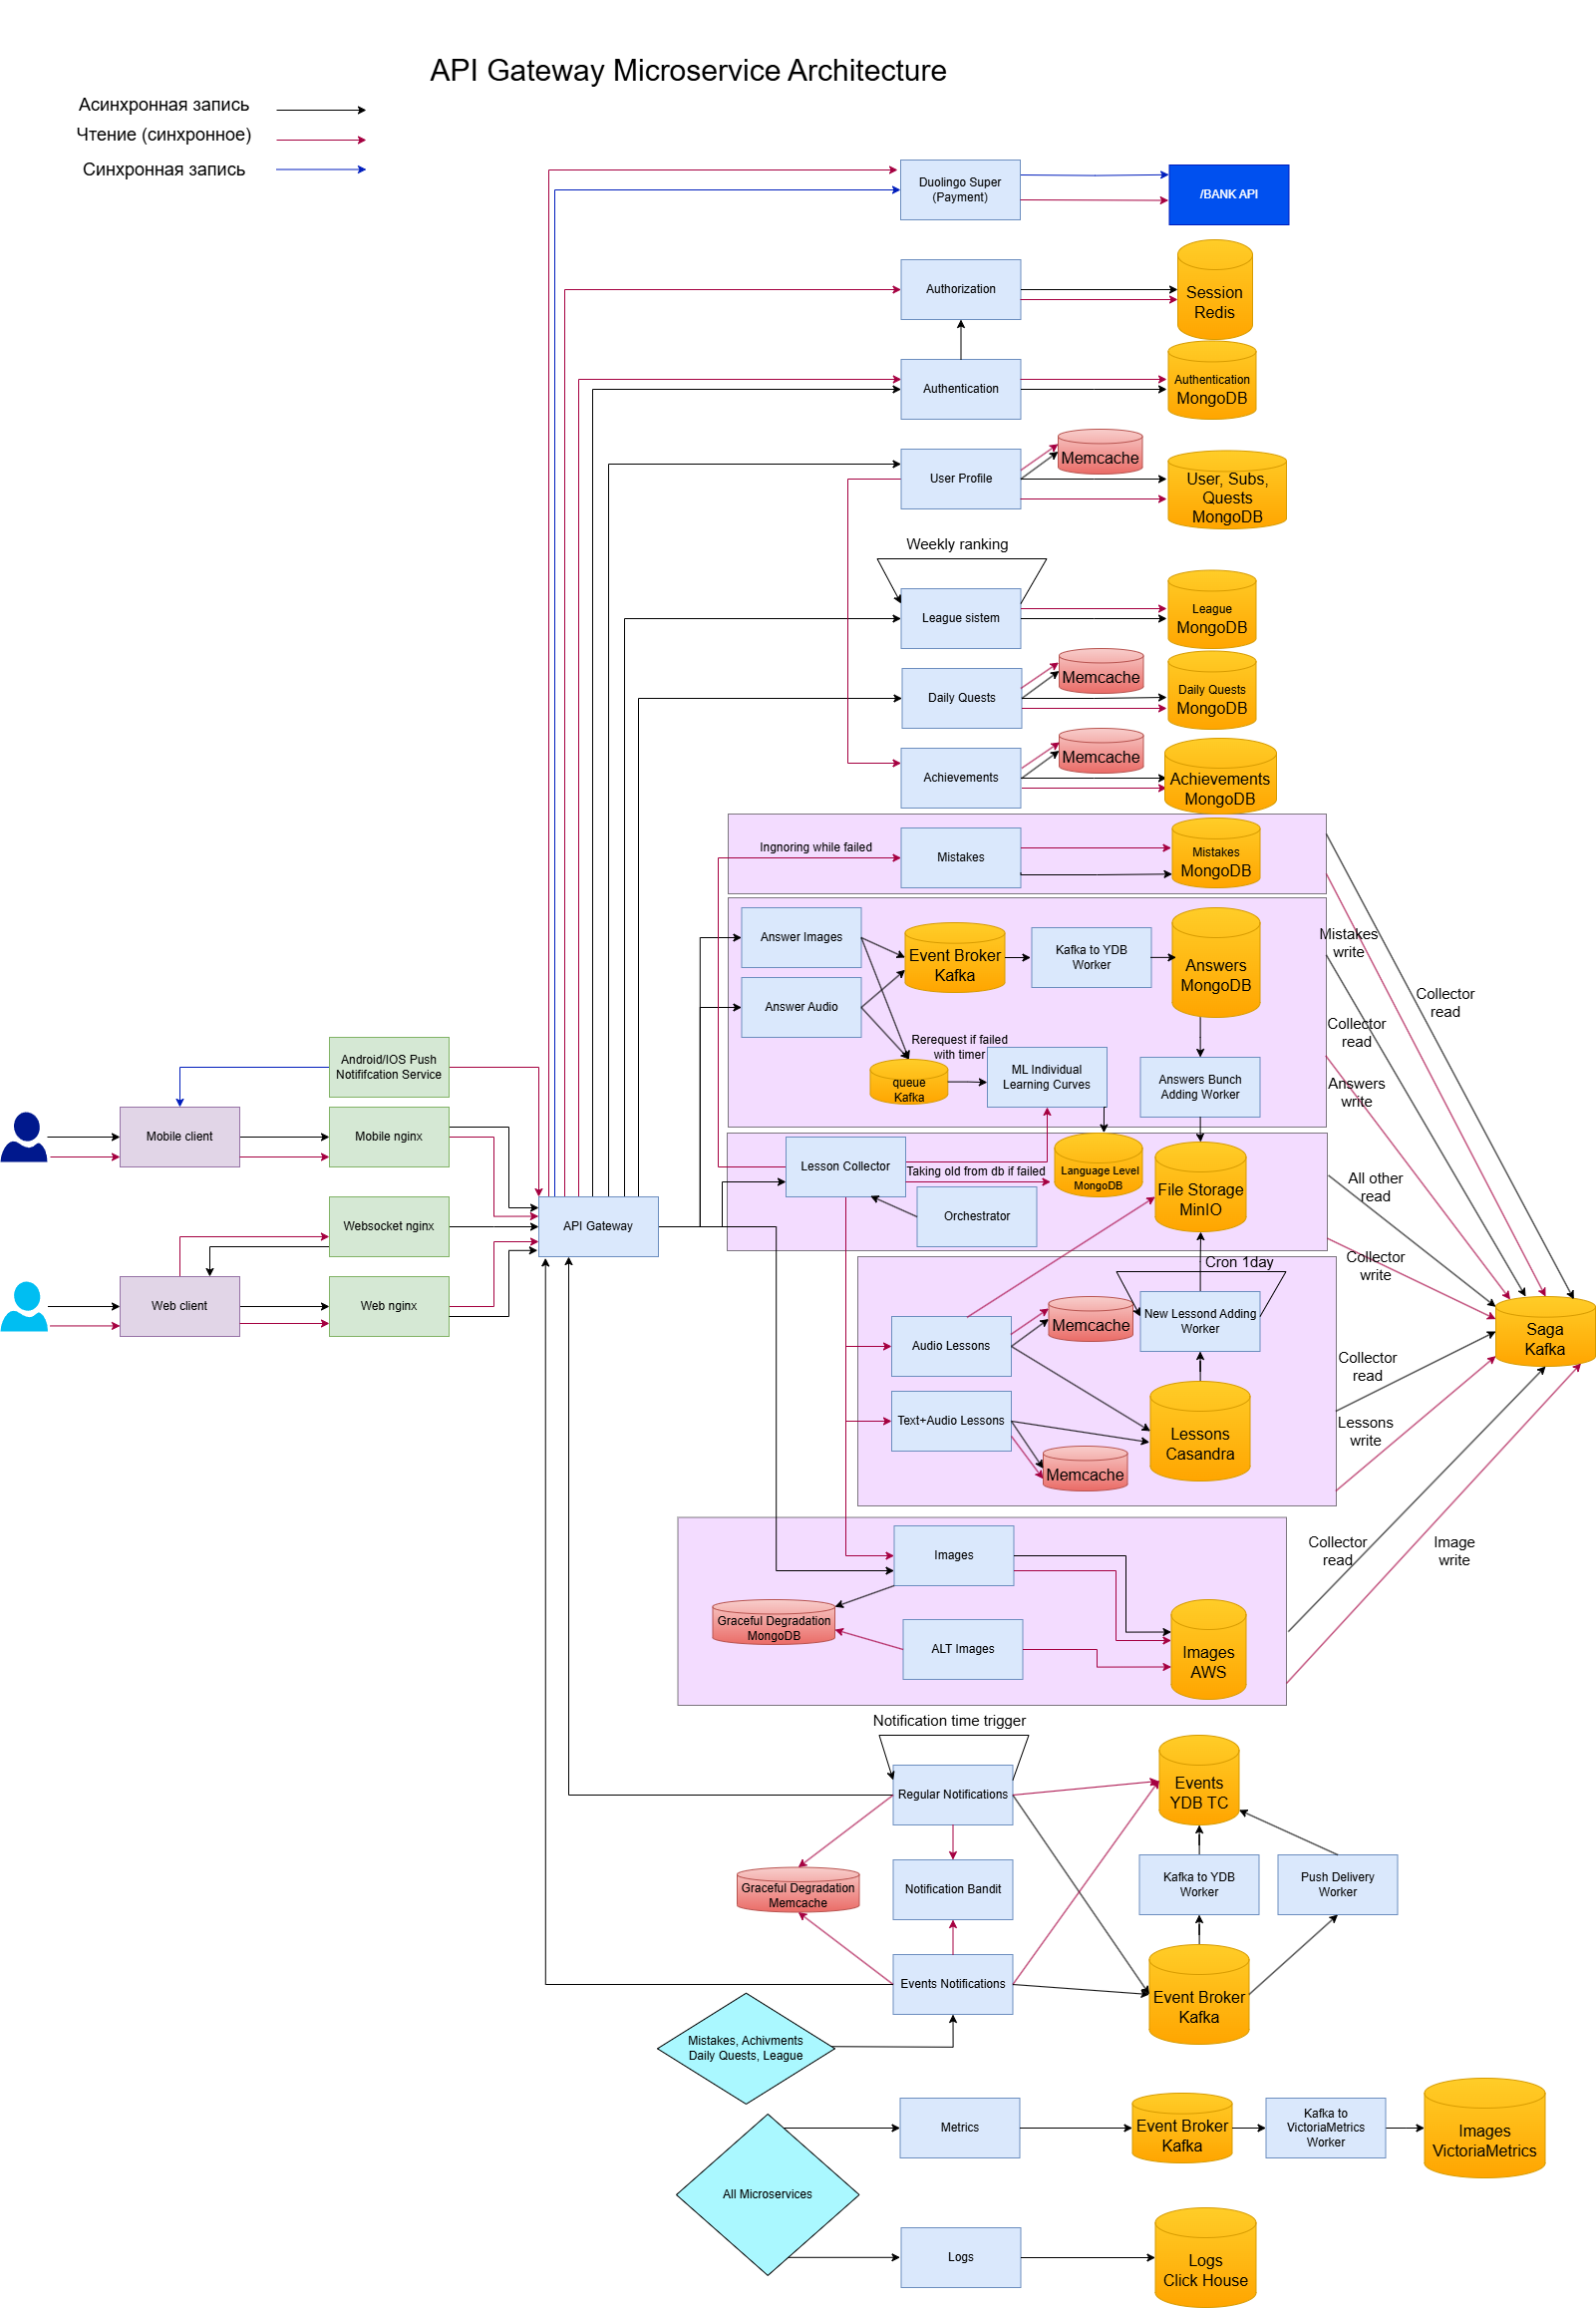 API Gateway Microservice Architecture
Асинхронная запись
Чтение (синхронное)
Синхронная запись
Duolingo Super
(Payment)
/BANK API
Authorization
Session
Redis
Authentication
Authentication
MongoDB
User Profile
Memcache
User, Subs,
Quests
MongoDB
Weekly ranking
League sistem
League
MongoDB
Daily Quests
Memcache
Daily Quests
MongoDB
Achievements
Memcache
Achievements
MongoDB
Ingnoring while failed
Mistakes
Mistakes
MongoDB
Answer Images
Answer Audio
Event Broker
Kafka
Kafka to YDB
Worker
Answers
MongoDB
Rerequest if failed
with timer
queue
Kafka
ML Individual
Learning Curves
Answers Bunch
Adding Worker
Mistakes
write
Collector
read
Collector
read
Answers
write
Android/IOS Push
Notififcation Service
Mobile client
Mobile nginx
Websocket nginx
Web client
Web nginx
API Gateway
Lesson Collector
Taking old from db if failed
Language Level
MongoDB
File Storage
MinIO
Orchestrator
All other
read
Collector
write
Cron 1day
Audio Lessons
Memcache
New Lessond Adding
Worker
Saga
Kafka
Text+Audio Lessons
Memcache
Lessons
Casandra
Collector
read
Lessons
write
Images
Graceful Degradation
MongoDB
ALT Images
Images
AWS
Collector
read
Image
write
Notification time trigger
Regular Notifications
Events
YDB TC
Graceful Degradation
Memcache
Notification Bandit
Kafka to YDB
Worker
Push Delivery
Worker
Events Notifications
Event Broker
Kafka
Mistakes, Achivments
Daily Quests, League
Metrics
Event Broker
Kafka
Kafka to
VictoriaMetrics
Worker
Images
VictoriaMetrics
All Microservices
Logs
Logs
Click House